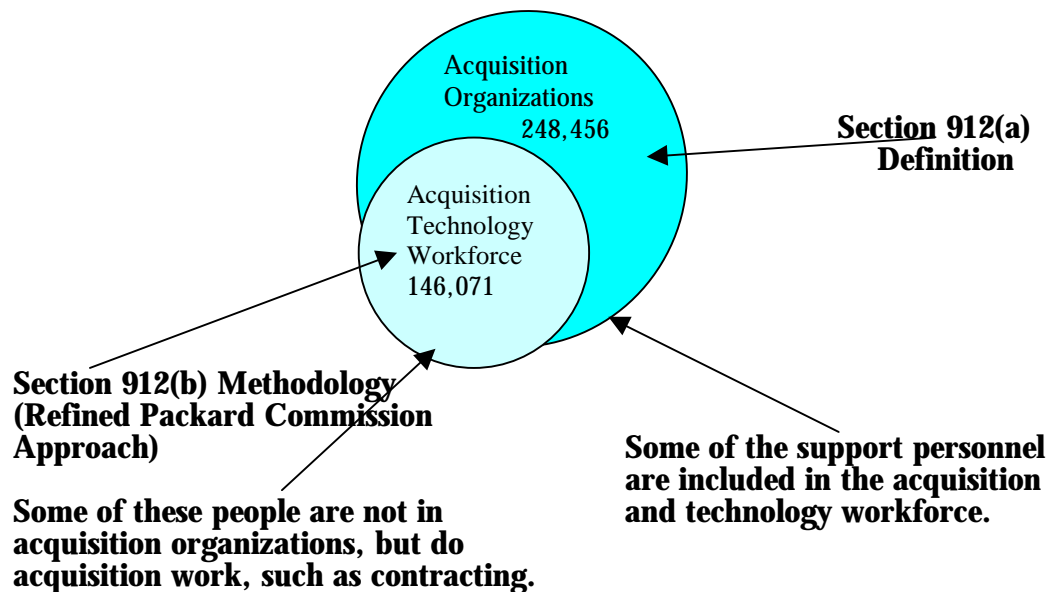 Acquisition
Organizations
248,456
Section 912(a)
Definition
Acquisition
Technology
Workforce
146,071
Section 912(b) Methodology
(Refined Packard Commission
Approach)
Some of the support personnel
are included in the acquisition
and technology workforce.
Some of these people are not in
acquisition organizations, but do
acquisition work, such as contracting.